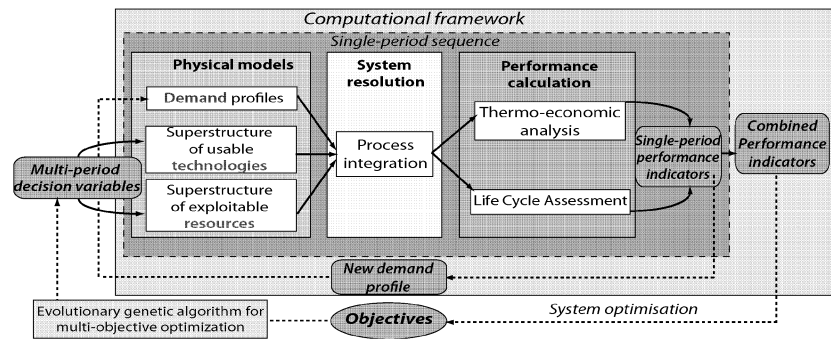 Computational framework
Single-period sequence
Physical models
Demand profiles
Superstructure
of usable
technologies
Superstructure
of exploitable
resources
System
resolution
Process
integration
Performance
calculation
Thermo-economic
analysis
Life Cycle Assessment
Single-period
performance
indicators
Combined
Performance
indicators
Multi-period
decision variables
New demand
profile
Evolutionary genetic algorithm for
multi-objective optimization
Objectives
System optimisation